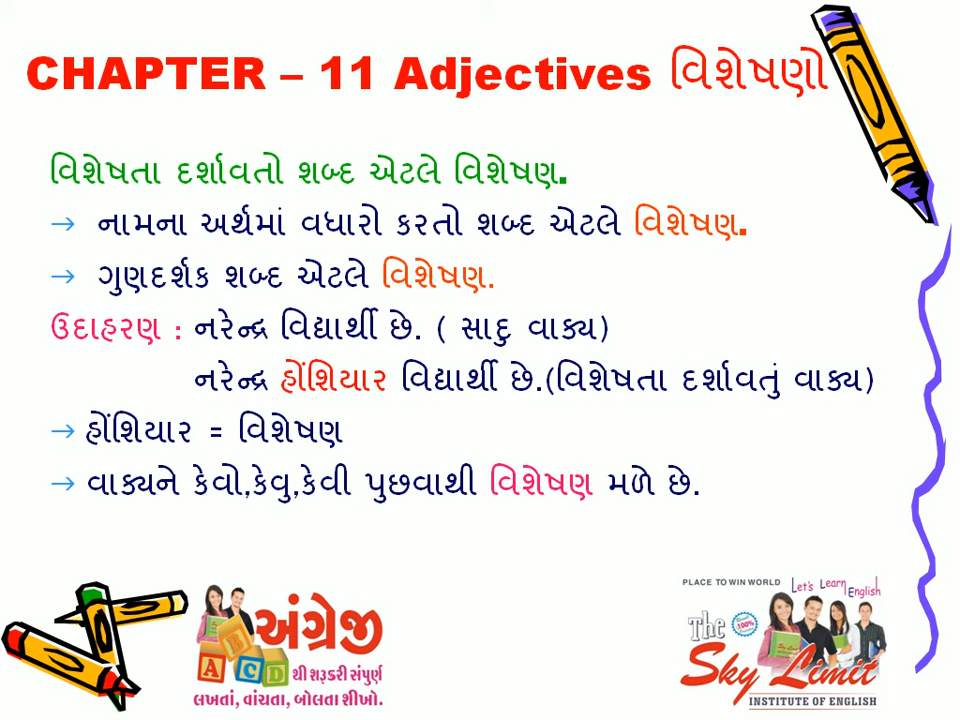 CHAPTER – 11 Adjectives વિશેષણો
વિશેષતા દર્શાવતો શબ્દ એટલે વિશેષણ.
→ નામના અર્થમાં વધારો કરતો શબ્દ એટલે વિશેષણ.
→ ગુણદર્શક શબ્દ એટલે વિશેષણ.
ઉદાહરણ : નરેન્દ્ર વિદ્યાર્થી છે. ( સાદુ વાક્ય)
નરેન્દ્ર હોંશિયાર વિદ્યાર્થી છે.(વિશેષતા દર્શાવતું વાક્ય)
→ હોંશિયાર = વિશેષણ
→ વાક્યને કેવો,કેવુ,કેવી પુછવાથી વિશેષણ મળે છે.
અંગ્રેજી
A B C D થી શરૂકરી સંપૂર્ણ
લખતાં, વાંચતા, બોલતા શીખો.
PLACE TO WIN WORLD
Let's Learn English
The
100%
Sky Limit
INSTITUTE OF ENGLISH